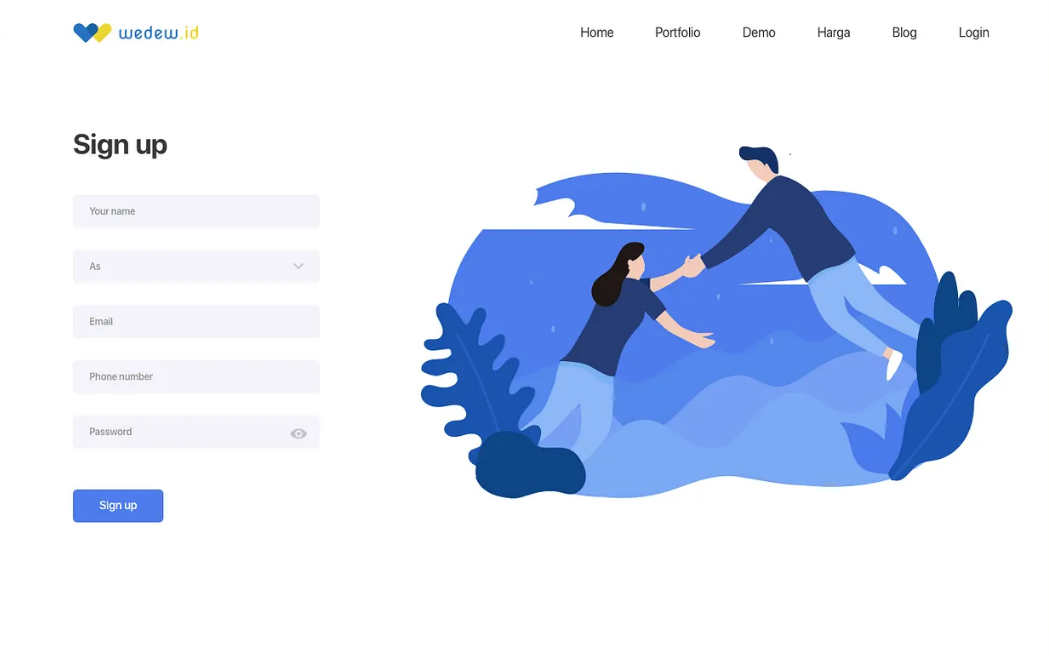 wedew.id
Home Portfolio Demo Harga Blog Login
Sign up
Your name
As
Email
Phone number
Password
Sign up